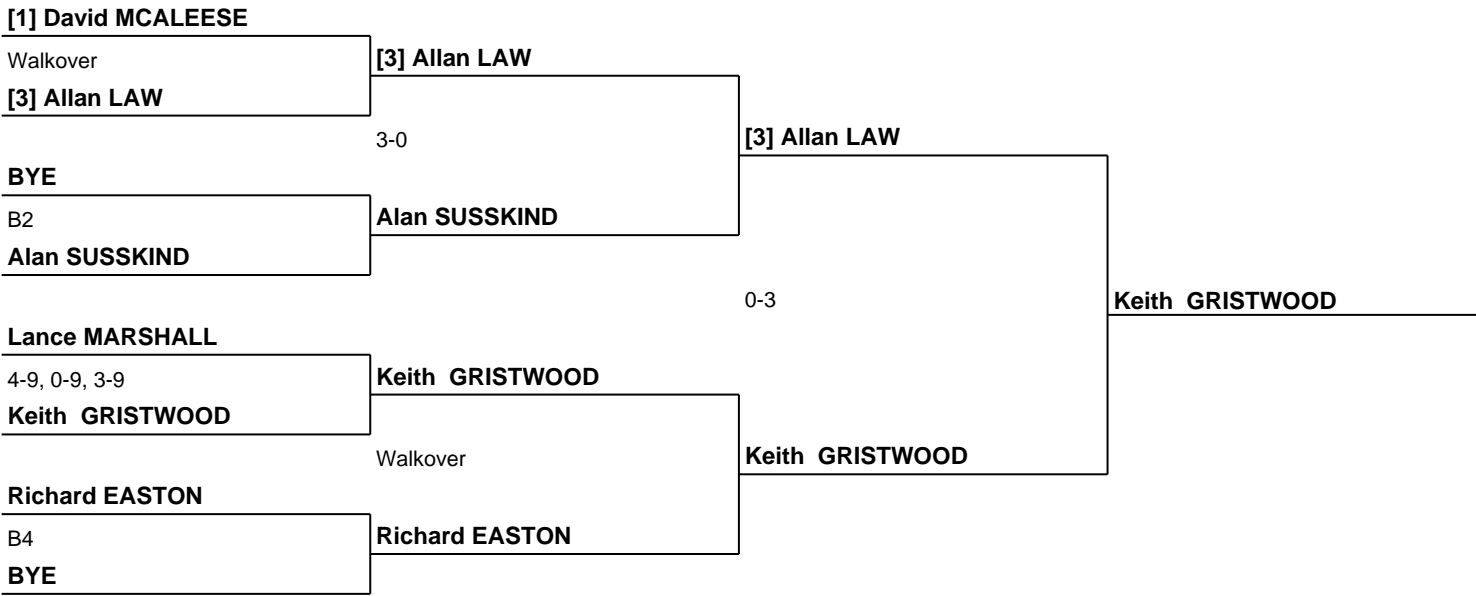 [1] David MCALEESE
Walkover
[3] Allan LAW
BYE
B2
Alan SUSSKIND
Lance MARSHALL
4-9, 0-9, 3-9
Keith  GRISTWOOD
Richard EASTON
B4
BYE
[3] Allan LAW
3-0
Alan SUSSKIND
Keith  GRISTWOOD
Walkover
Richard EASTON
[3] Allan LAW
0-3
Keith  GRISTWOOD
Keith  GRISTWOOD